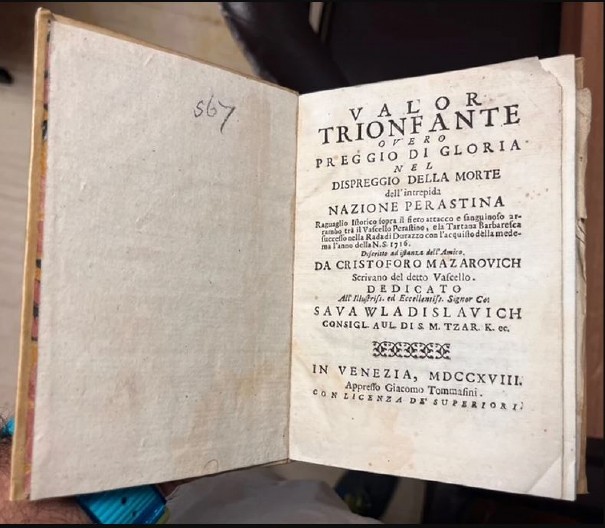 567
VALOR
TRIONFANTE
OVERO
PREGGIO DI GLORIA
NEL
DISPREGGIO DELLA MORTE
dell'intrepida
NAZIONE PERASTINA
Raguaglio Istorico sopra il fiero attacco e sanguinoso ar-
rambo trà il Vascello Perastino, e la Tartana Barbaresca
successo nella Rada di Durazzo con l'acquisto della mede-
ma l'anno della N.S. 1716.
Descritto ad istanza dell'Amico,
DA CRISTOFORO MAZAROVICH
Scrivano del detto Vascello.
DEDICATO
All'Illustriss. ed Eccellentiss. Signor Co:
SAVA WLADISLAVICH
CONSIGL. AUL. DI S. M. TZAR. K. ec.
IN VENEZIA, MDCCXVIII.
Appresso Giacomo Tommasini.
CON LICENZA DE' SUPERIORI.